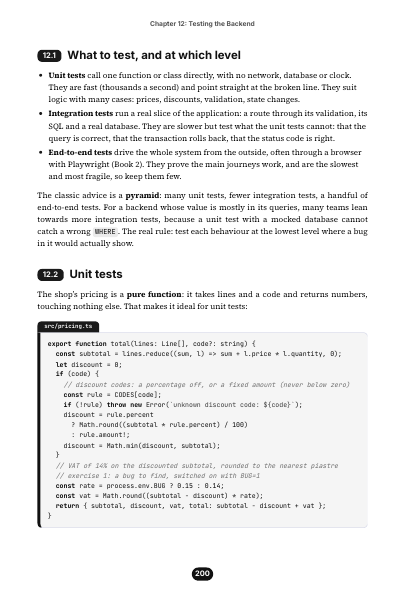 Chapter 12: Testing the Backend
12.1 What to test, and at which level
• Unit tests call one function or class directly, with no network, database or clock.
They are fast (thousands a second) and point straight at the broken line. They suit
logic with many cases: prices, discounts, validation, state changes.
• Integration tests run a real slice of the application: a route through its validation, its
SQL and a real database. They are slower but test what the unit tests cannot: that the
query is correct, that the transaction rolls back, that the status code is right.
• End-to-end tests drive the whole system from the outside, often through a browser
with Playwright (Book 2). They prove the main journeys work, and are the slowest
and most fragile, so keep them few.
The classic advice is a pyramid: many unit tests, fewer integration tests, a handful of
end-to-end tests. For a backend whose value is mostly in its queries, many teams lean
towards more integration tests, because a unit test with a mocked database cannot
catch a wrong WHERE. The real rule: test each behaviour at the lowest level where a bug
in it would actually show.
12.2 Unit tests
The shop's pricing is a pure function: it takes lines and a code and returns numbers,
touching nothing else. That makes it ideal for unit tests:
src/pricing.ts
export function total(lines: Line[], code?: string) {
  const subtotal = lines.reduce((sum, l) => sum + l.price * l.quantity, 0);
  let discount = 0;
  if (code) {
    // discount codes: a percentage off, or a fixed amount (never below zero)
    const rule = CODES[code];
    if (!rule) throw new Error(`unknown discount code: ${code}`);
    discount = rule.percent
      ? Math.round((subtotal * rule.percent) / 100)
      : rule.amount!;
    discount = Math.min(discount, subtotal);
  }
  // VAT of 14% on the discounted subtotal, rounded to the nearest piastre
  // exercise 1: a bug to find, switched on with BUG=1
  const rate = process.env.BUG ? 0.15 : 0.14;
  const vat = Math.round((subtotal - discount) * rate);
  return { subtotal, discount, vat, total: subtotal - discount + vat };
}
200